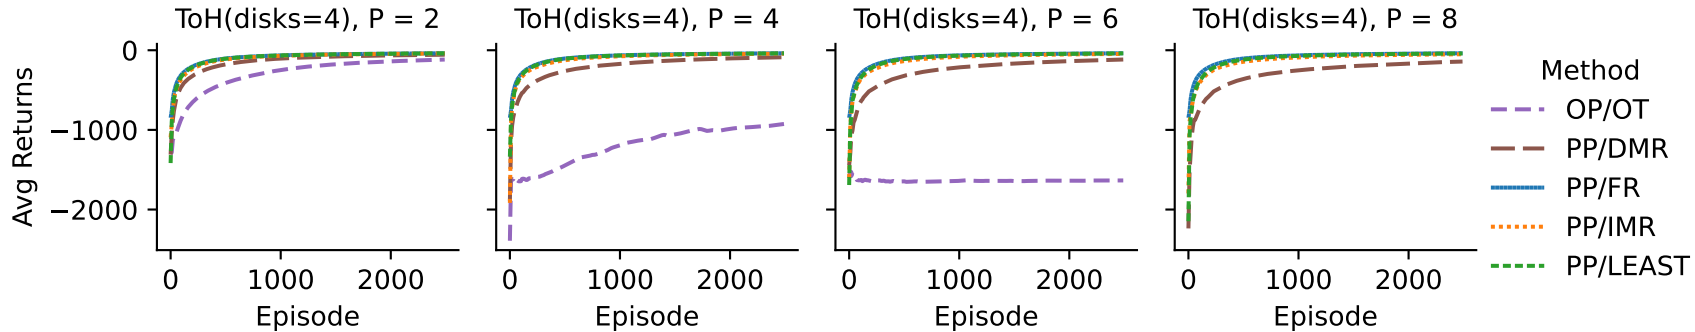 ToH(disks=4), P = 2
ToH(disks=4), P = 4
ToH(disks=4), P = 6
ToH(disks=4), P = 8
Avg Returns
0
−1000
−2000
0 1000 2000
0 1000 2000
0 1000 2000
0 1000 2000
Episode
Episode
Episode
Episode
Method
OP/OT
PP/DMR
PP/FR
PP/IMR
PP/LEAST